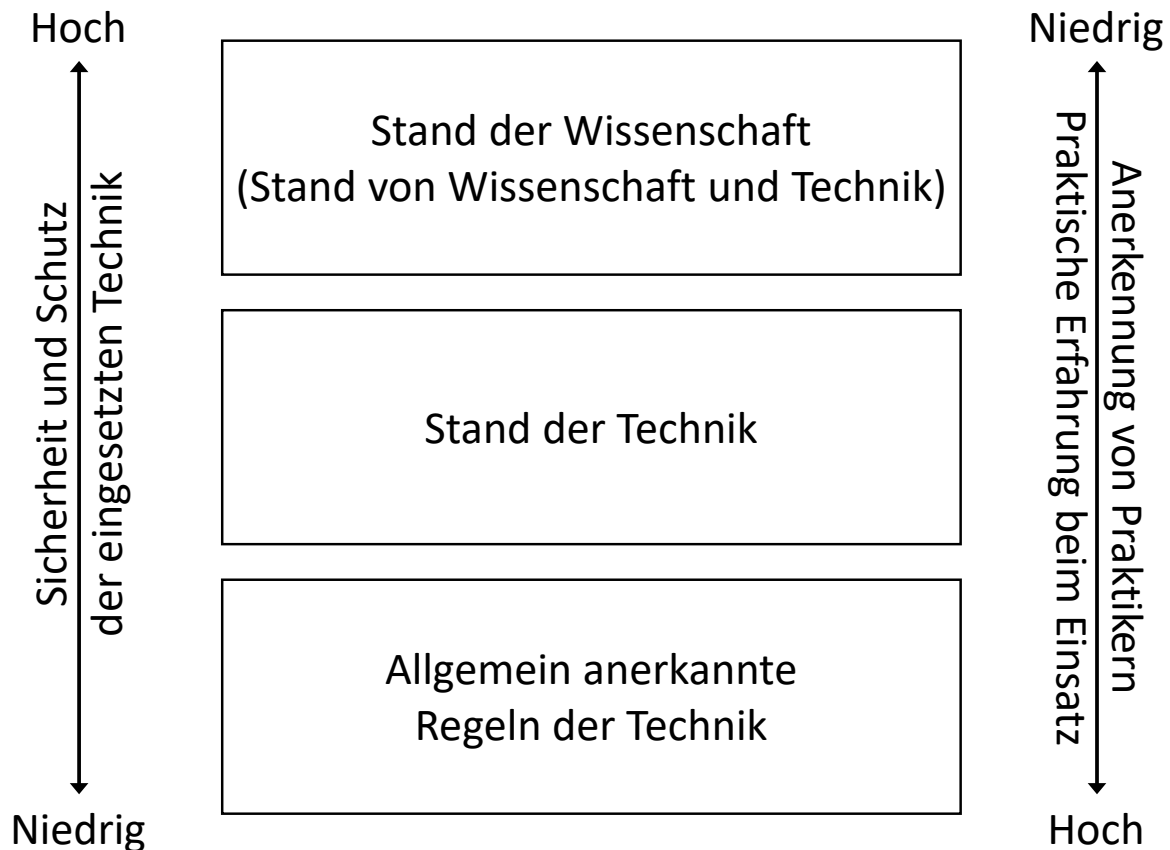 Hoch
Niedrig
Sicherheit und Schutz
der eingesetzten Technik
Stand der Wissenschaft
(Stand von Wissenschaft und Technik)
Stand der Technik
Allgemein anerkannte
Regeln der Technik
Anerkennung von Praktikern
Praktische Erfahrung beim Einsatz
Niedrig
Hoch